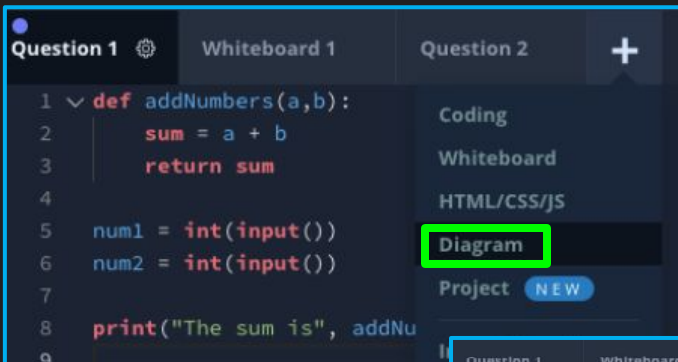 Question 1 Whiteboard 1 Question 2 +
1 def addNumbers(a,b): 
2 sum = a + b
3 return sum
4
5 num1 = int(input())
6 num2 = int(input())
7
8 print("The sum is", addNu
9
Coding
Whiteboard
HTML/CSS/JS
Diagram
Project NEW
Question 1 Whiteboard